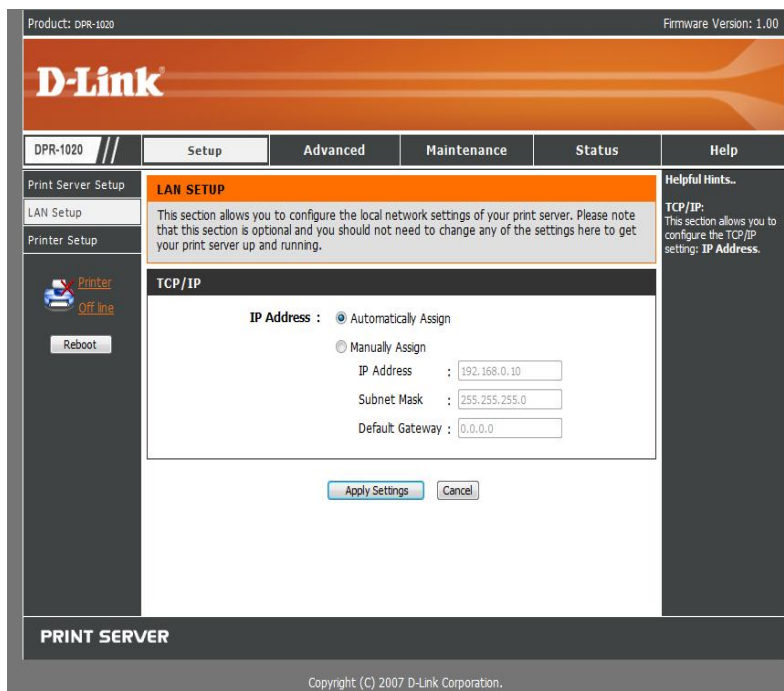 Product: DPR-1020
Firmware Version: 1.00
D-Link
DPR-1020
Setup
Advanced
Maintenance
Status
Help
Print Server Setup
LAN Setup
Printer Setup
Printer
Off line
Reboot
LAN SETUP
This section allows you to configure the local network settings of your print server. Please note
that this section is optional and you should not need to change any of the settings here to get
your print server up and running.
TCP/IP
IP Address :
Automatically Assign
Manually Assign
IP Address : 192.168.0.10
Subnet Mask : 255.255.255.0
Default Gateway : 0.0.0.0
Apply Settings
Cancel
Helpful Hints..
TCP/IP:
This section allows you to
configure the TCP/IP
setting: IP Address.
PRINT SERVER
Copyright (C) 2007 D-Link Corporation.